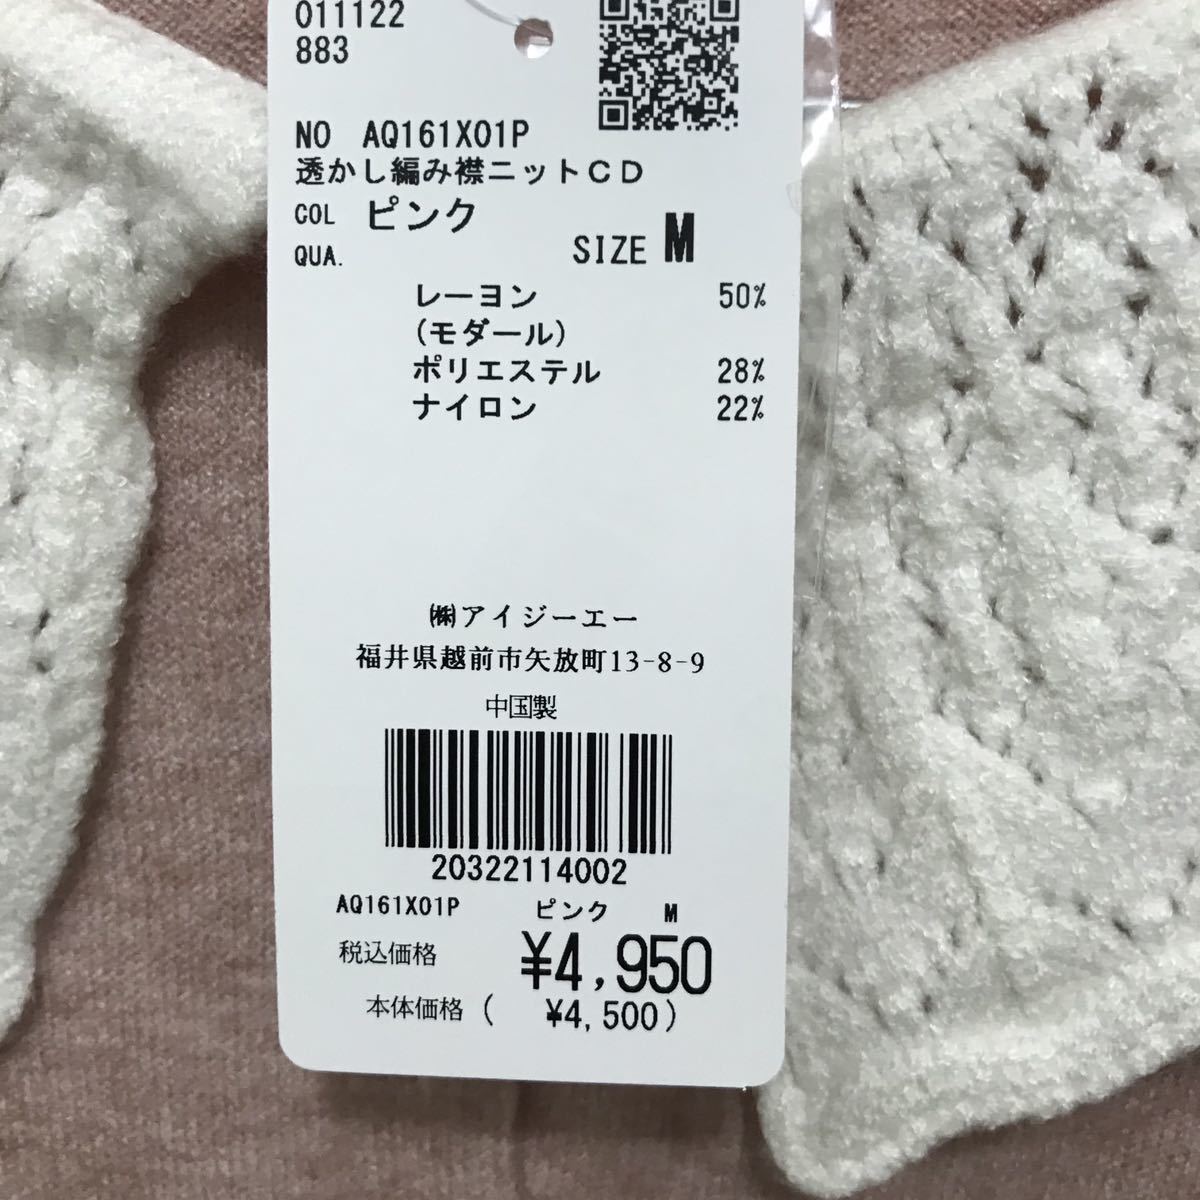 011122
883
NO AQ161X01P
透かし編み襟ニットCD
COL ピンク
QUA. SIZE M
レーヨン 50%
(モダール)
ポリエステル 28%
ナイロン 22%
㈱アイジーエー
福井県越前市矢放町13-8-9
中国製
20322114002
AQ161X01P ピンク M
税込価格 ¥4,950
本体価格( ¥4,500)